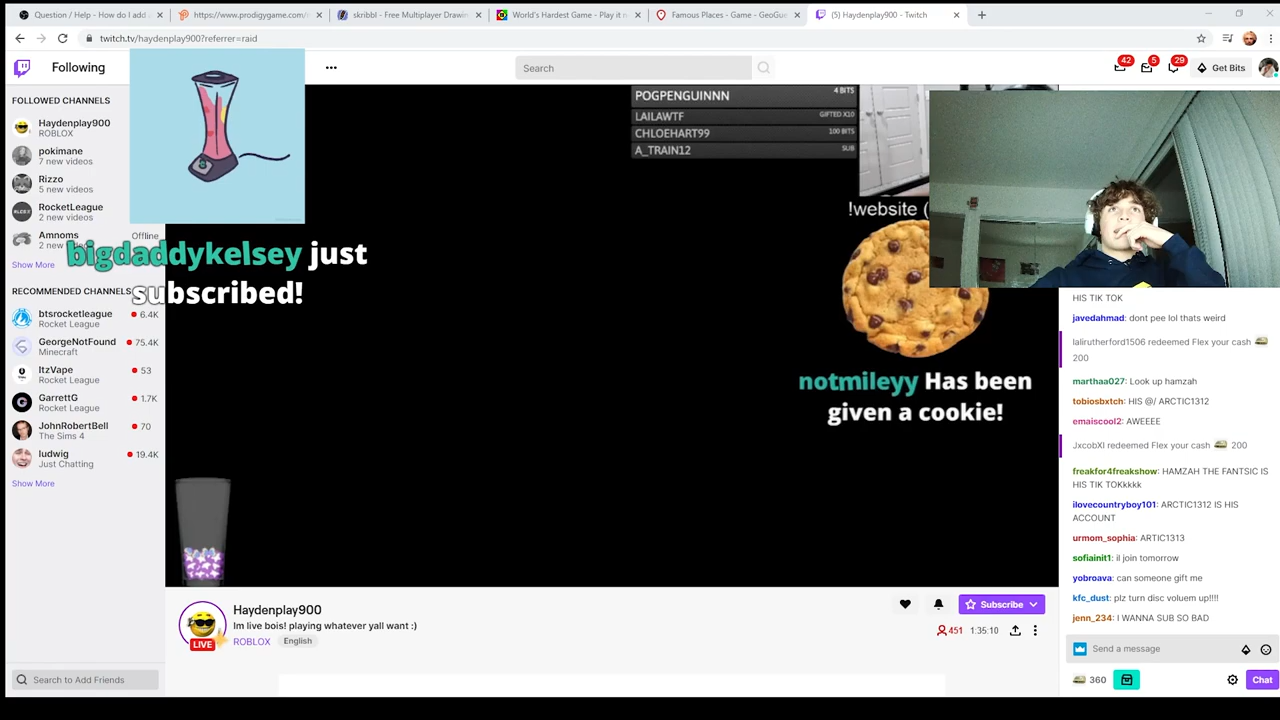 Question / Help - How do I add a
https://www.prodigygame.com/
skribbl - Free Multiplayer Drawin
World's Hardest Game - Play it n
Famous Places - Game - GeoGue
(5) Haydenplay900 - Twitch
twitch.tv/haydenplay900?referrer=raid
Following
Search
42
5
29
Get Bits
FOLLOWED CHANNELS
Haydenplay900
ROBLOX
pokimane
7 new videos
Rizzo
5 new videos
RocketLeague
2 new videos
Amnoms
Offline
Show More
bigdaddykelsey just
subscribed!
RECOMMENDED CHANNELS
btsrocketleague
6.4K
Rocket League
GeorgeNotFound
75.4K
Minecraft
ItzVape
53
Rocket League
GarrettG
1.7K
Rocket League
JohnRobertBell
70
The Sims 4
ludwig
19.4K
Just Chatting
Show More
Search to Add Friends
POGPENGUINNN 4 BITS
LAILAWTF GIFTED X10
CHLOEHART99 100 BITS
A_TRAIN12 SUB
!website (
notmileyy Has been
given a cookie!
LIVE
Haydenplay900
Im live bois! playing whatever yall want :)
ROBLOX
English
Subscribe
451
1:35:10
HIS TIK TOK
javedahmad: dont pee lol thats weird
lalirutherford1506 redeemed Flex your cash
200
marthaa027: Look up hamzah
tobiosbxtch: HIS @/ ARCTIC1312
emaiscool2: AWEEEE
JxcobXI redeemed Flex your cash 200
freakfor4freakshow: HAMZAH THE FANTSIC IS
HIS TIK TOKkkkk
ilovecountryboy101: ARCTIC1312 IS HIS
ACCOUNT
urmom_sophia: ARTIC1313
sofiainit1: il join tomorrow
yobroava: can someone gift me
kfc_dust: plz turn disc voluem up!!!!
jenn_234: I WANNA SUB SO BAD
Send a message
360
Chat